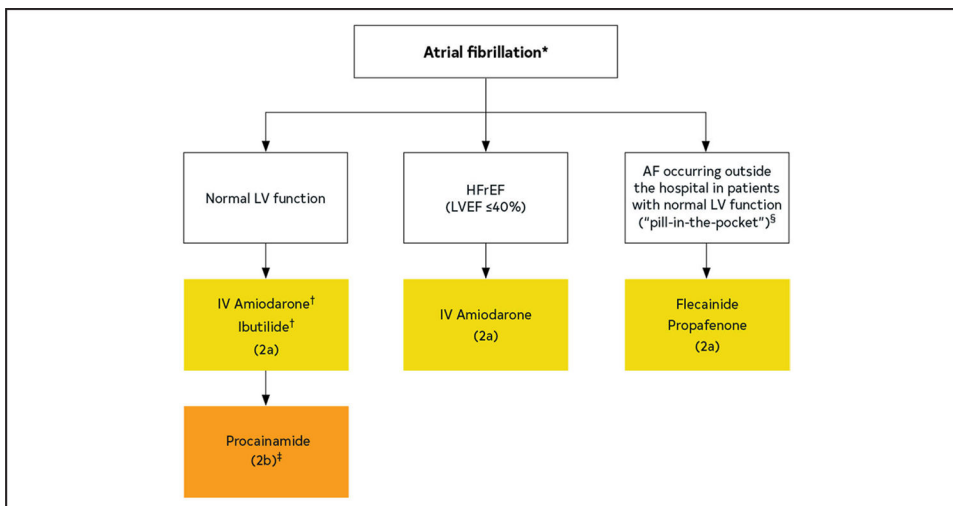 Atrial fibrillation*
Normal LV function
HFrEF
(LVEF ≤40%)
AF occurring outside
the hospital in patients
with normal LV function
("pill-in-the-pocket")§
IV Amiodarone†
Ibutilide†
(2a)
IV Amiodarone
(2a)
Flecainide
Propafenone
(2a)
Procainamide
(2b)‡